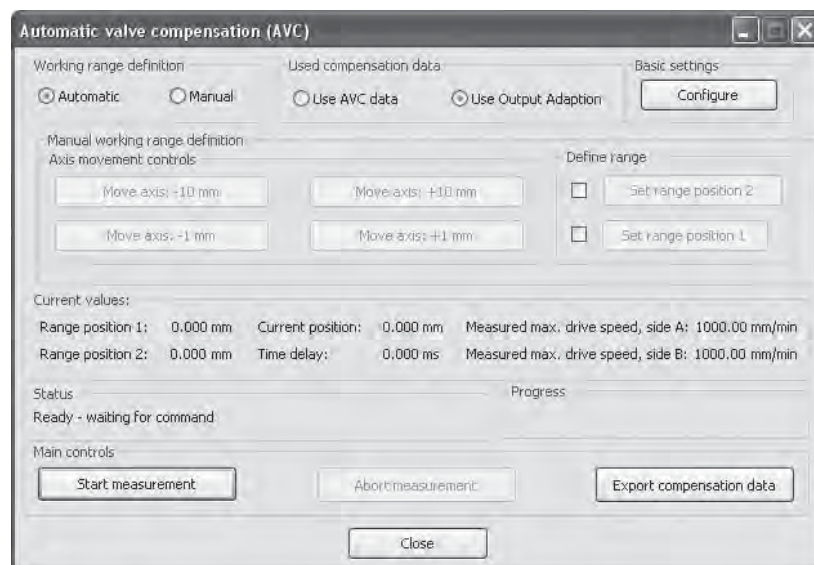 Automatic valve compensation (AVC)
Working range definition
Used compensation data
Basic settings
Automatic
Manual
Use AVC data
Use Output Adaption
Configure
Manual working range definition
Axis movement controls
Define range
Move axis: -10 mm
Move axis: +10 mm
Set range position 2
Move axis: -1 mm
Move axis: +1 mm
Set range position 1
Current values:
Range position 1: 0.000 mm Current position: 0.000 mm Measured max. drive speed, side A: 1000.00 mm/min
Range position 2: 0.000 mm Time delay: 0.000 ms Measured max. drive speed, side B: 1000.00 mm/min
Status
Progress
Ready - waiting for command
Main controls
Start measurement
Abort measurement
Export compensation data
Close